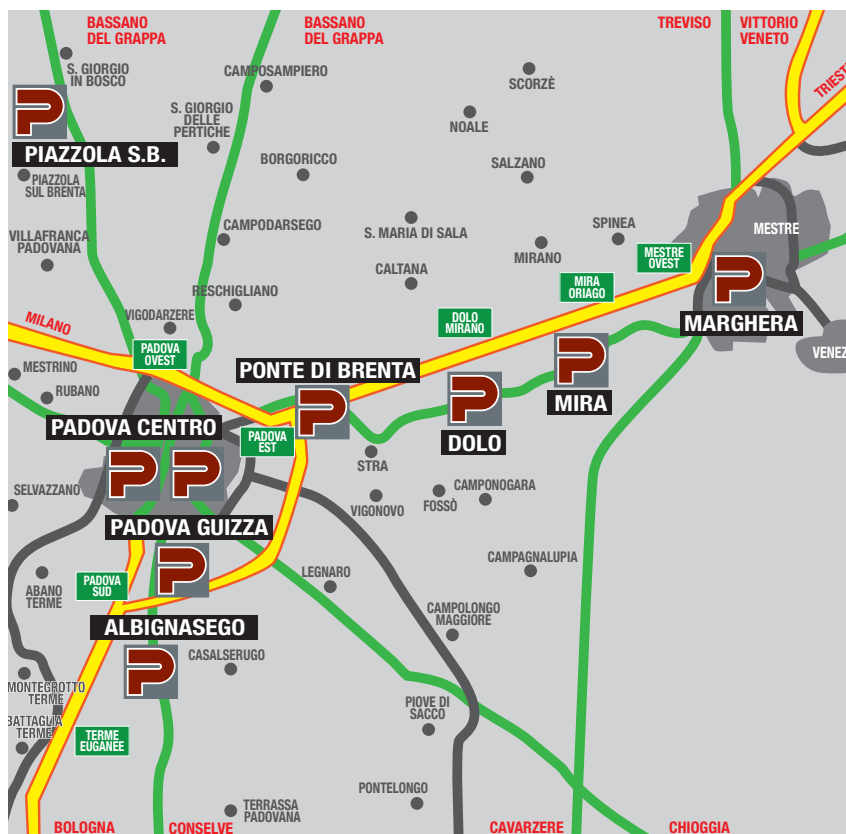 BASSANO
DEL GRAPPA
BASSANO
DEL GRAPPA
TREVISO
VITTORIO
VENETO
TRIESTE
S. GIORGIO
IN BOSCO
CAMPOSAMPIERO
SCORZÈ
S. GIORGIO
DELLE
PERTICHE
NOALE
P
PIAZZOLA S.B.
BORGORICCO
SALZANO
PIAZZOLA
SUL BRENTA
CAMPODARSEGO
S. MARIA DI SALA
SPINEA
MESTRE
VILLAFRANCA
PADOVANA
MIRANO
MESTRE
OVEST
CALTANA
MIRA
ORIAGO
P
RESCHIGLIANO
VIGODARZERE
DOLO
MIRANO
MARGHERA
MILANO
PADOVA
OVEST
VENEZ
MESTRINO
PONTE DI BRENTA
P
MIRA
RUBANO
P
P
DOLO
PADOVA CENTRO
PADOVA
EST
STRA
P
P
SELVAZZANO
VIGONOVO
FOSSÒ
CAMPONOGARA
PADOVA GUIZZA
P
PADOVA
SUD
ABANO
TERME
LEGNARO
CAMPAGNALUPIA
ALBIGNASEGO
CAMPOLONGO
MAGGIORE
P
CASALSERUGO
MONTEGROTTO
TERME
PIOVE DI
SACCO
BATTAGLIA
TERME
TERME
EUGANEE
PONTELONGO
TERRASSA
PADOVANA
BOLOGNA
CONSELVE
CAVARZERE
CHIOGGIA